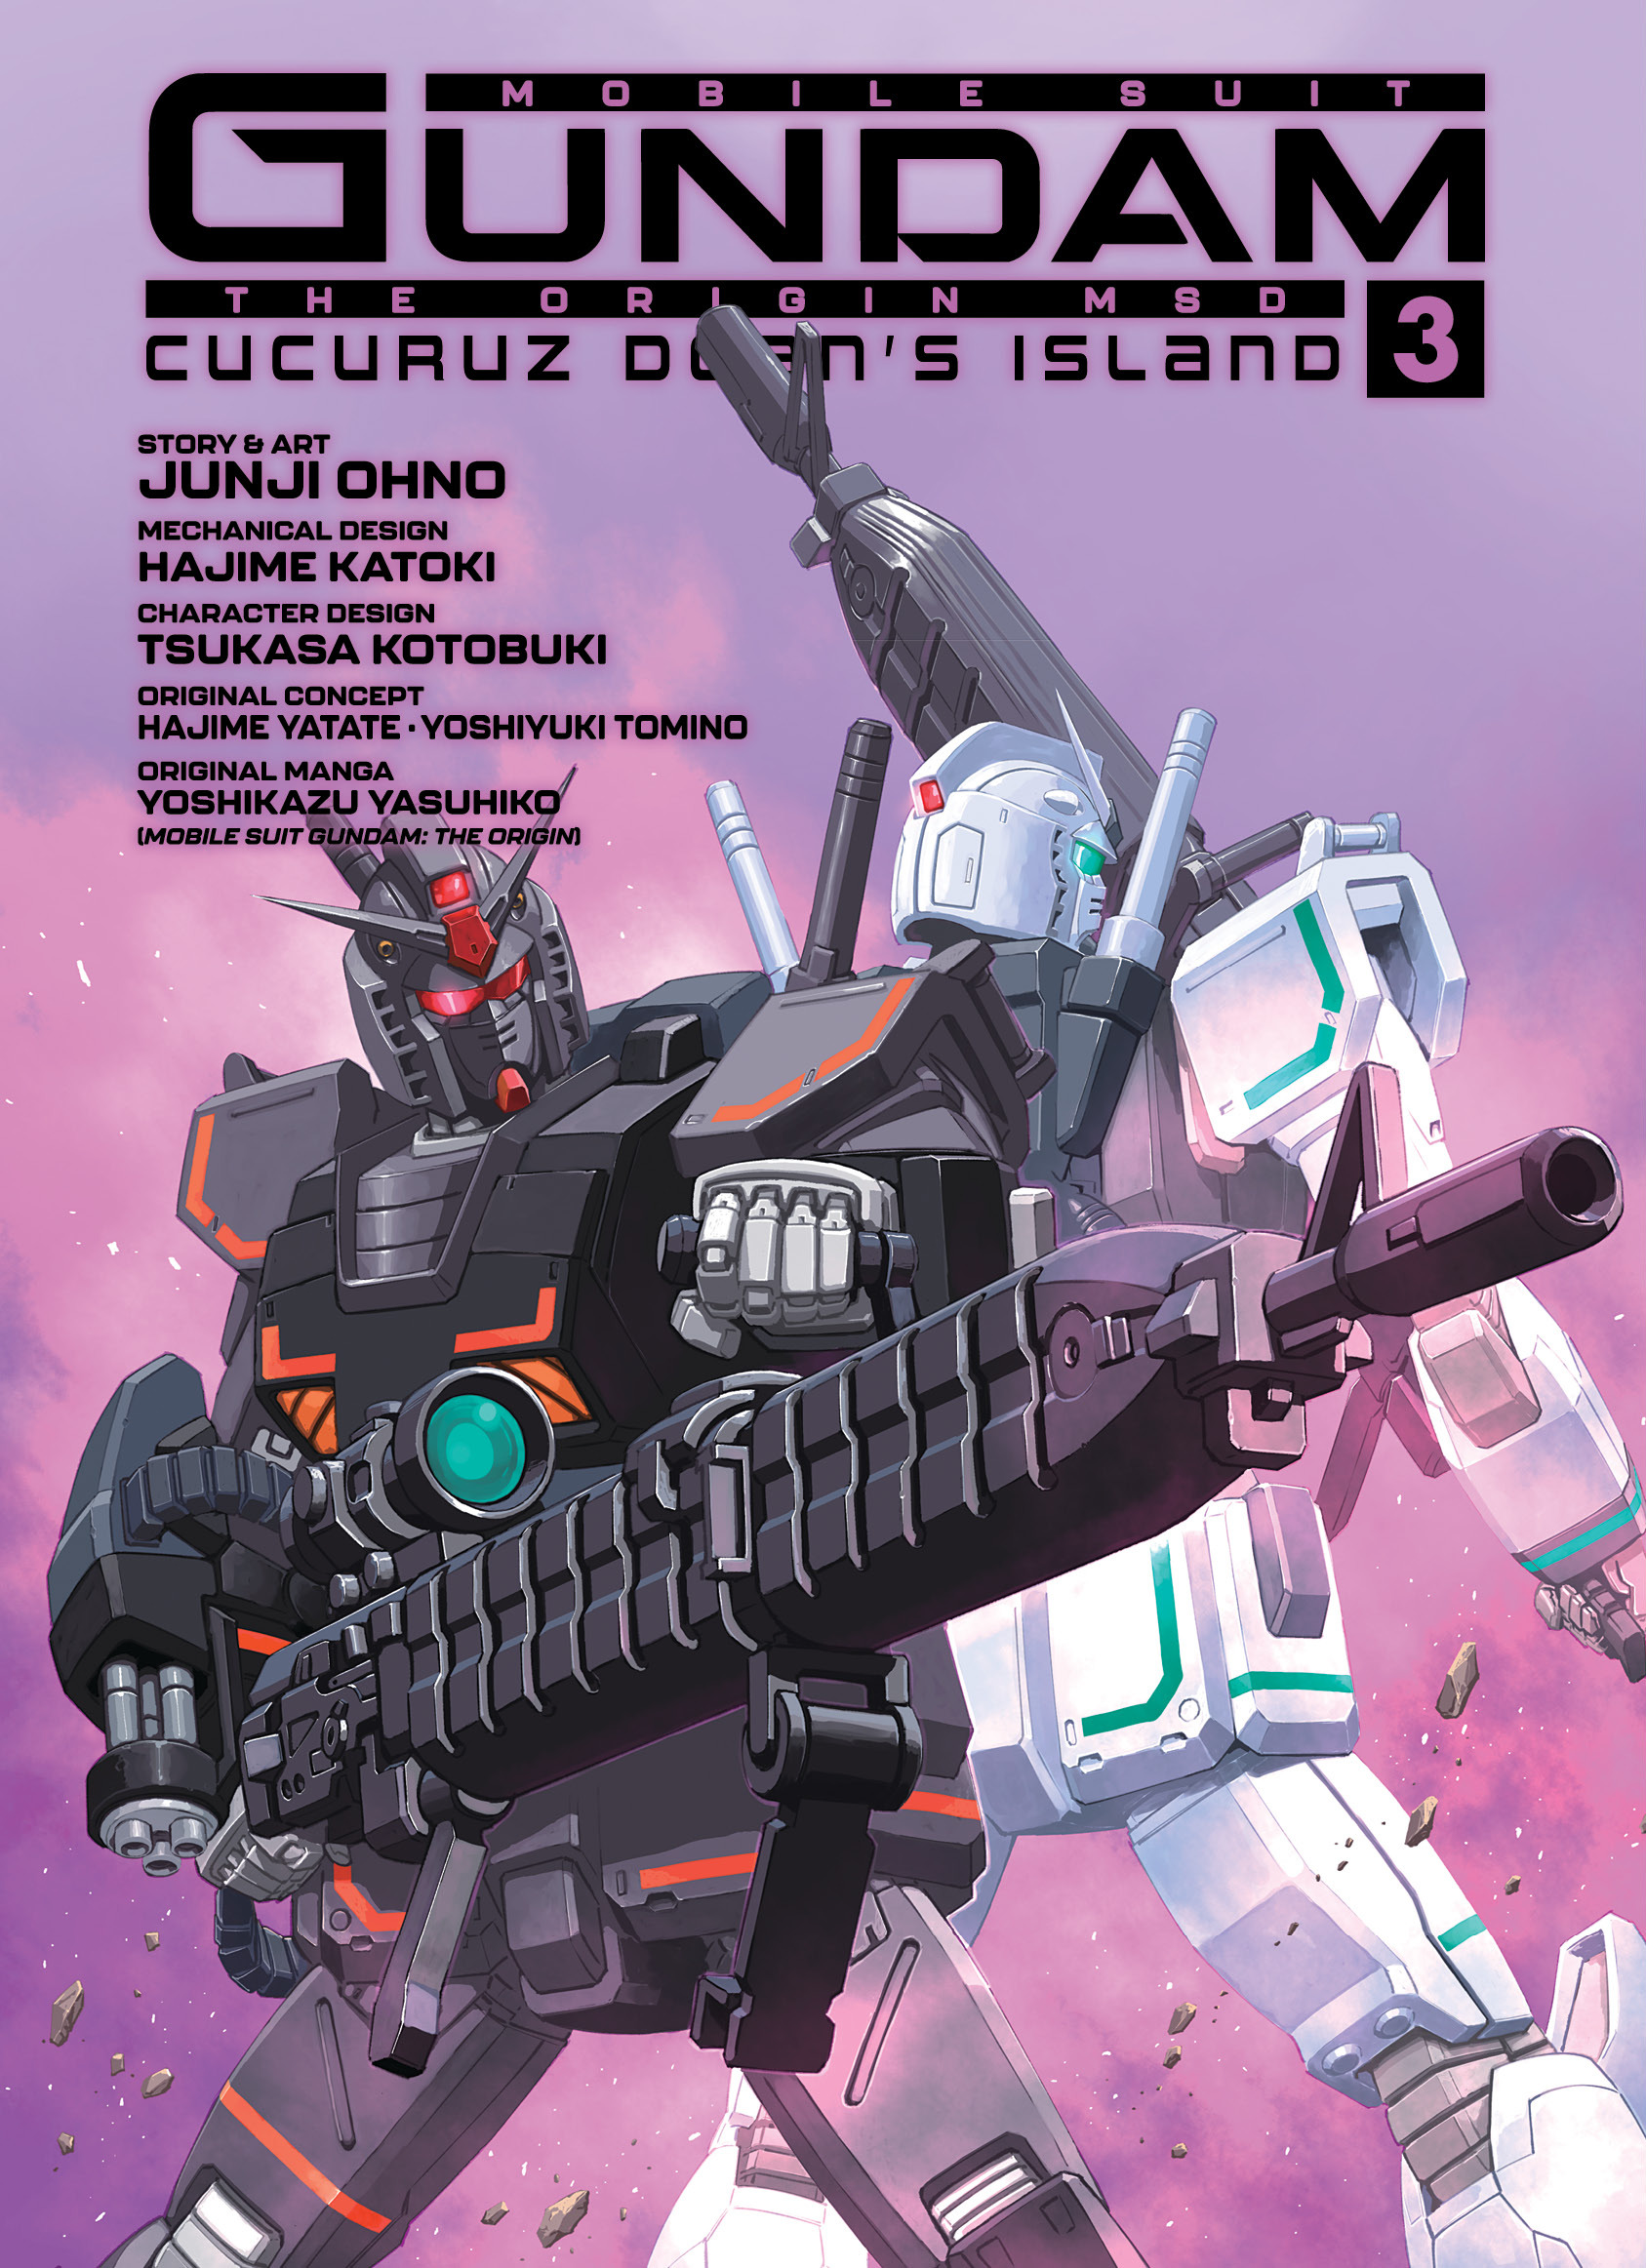 MOBILE SUIT
GUNDAM
THE ORIGIN MSD
CUCURUZ DOAN'S ISLAND 3
STORY & ART
JUNJI OHNO
MECHANICAL DESIGN
HAJIME KATOKI
CHARACTER DESIGN
TSUKASA KOTOBUKI
ORIGINAL CONCEPT
HAJIME YATATE · YOSHIYUKI TOMINO
ORIGINAL MANGA
YOSHIKAZU YASUHIKO
(MOBILE SUIT GUNDAM: THE ORIGIN)